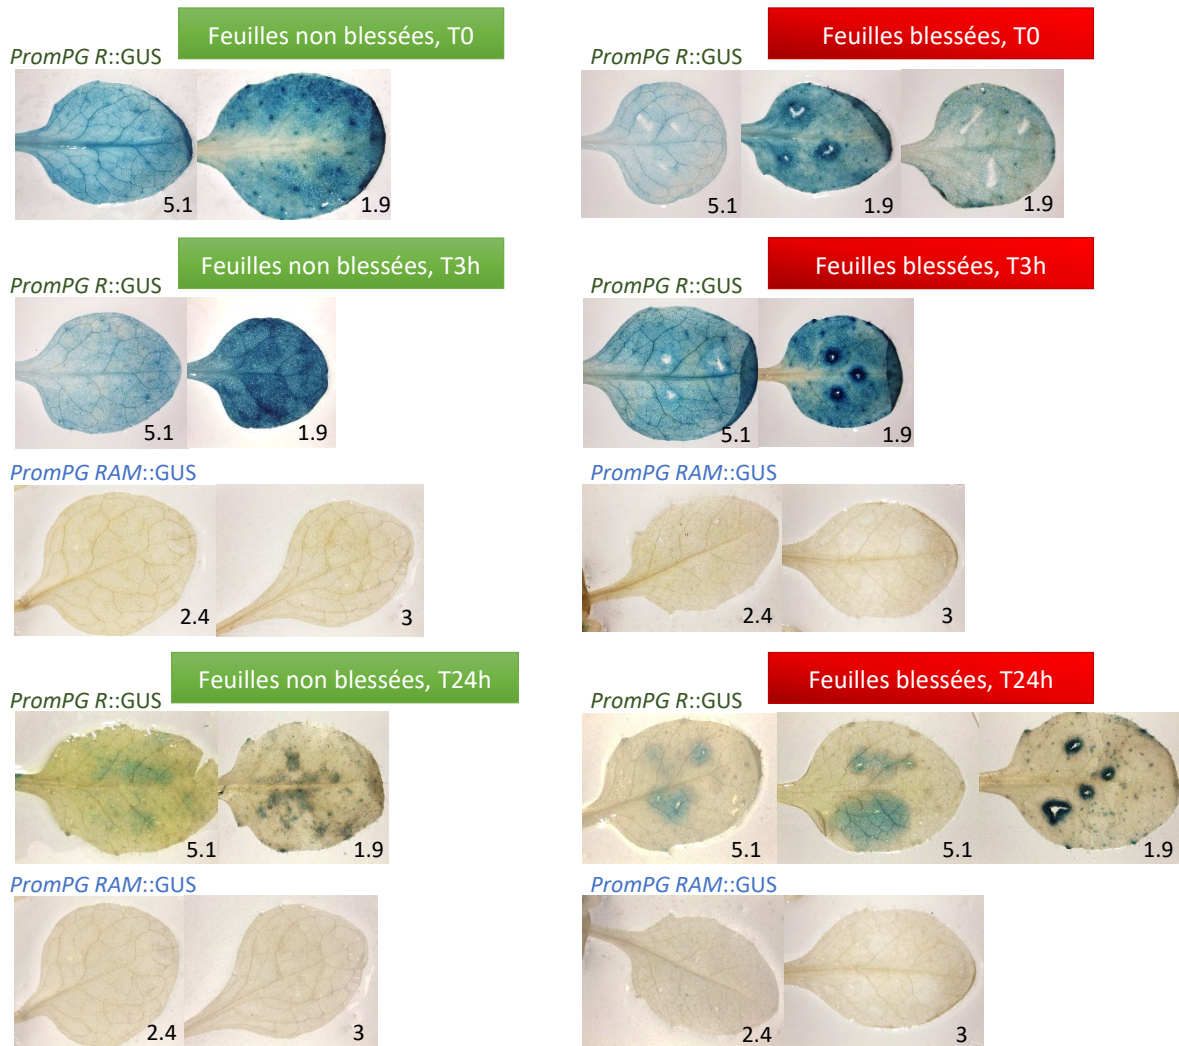 Feuilles non blessées, T0
PromPG R::GUS
5.1
1.9
Feuilles blessées, T0
PromPG R::GUS
5.1
1.9
1.9
Feuilles non blessées, T3h
PromPG R::GUS
5.1
1.9
Feuilles blessées, T3h
PromPG R::GUS
5.1
1.9
PromPG RAM::GUS
2.4
3
PromPG RAM::GUS
2.4
3
Feuilles non blessées, T24h
PromPG R::GUS
5.1
1.9
Feuilles blessées, T24h
PromPG R::GUS
5.1
5.1
1.9
PromPG RAM::GUS
2.4
3
PromPG RAM::GUS
2.4
3